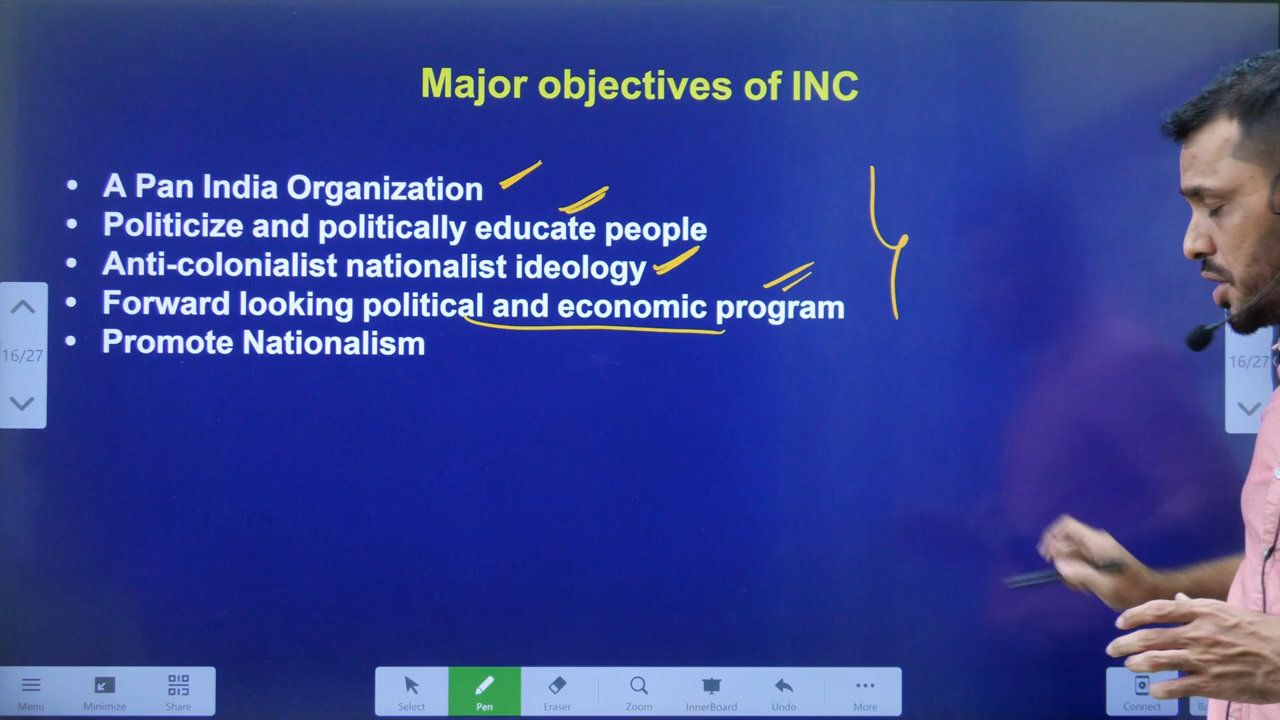 Major objectives of INC
• A Pan India Organization
• Politicize and politically educate people
• Anti-colonialist nationalist ideology
• Forward looking political and economic program
• Promote Nationalism
16/27
16/27
Menu
Minimize
Share
Select
Pen
Eraser
Zoom
InnerBoard
Undo
More
Connect